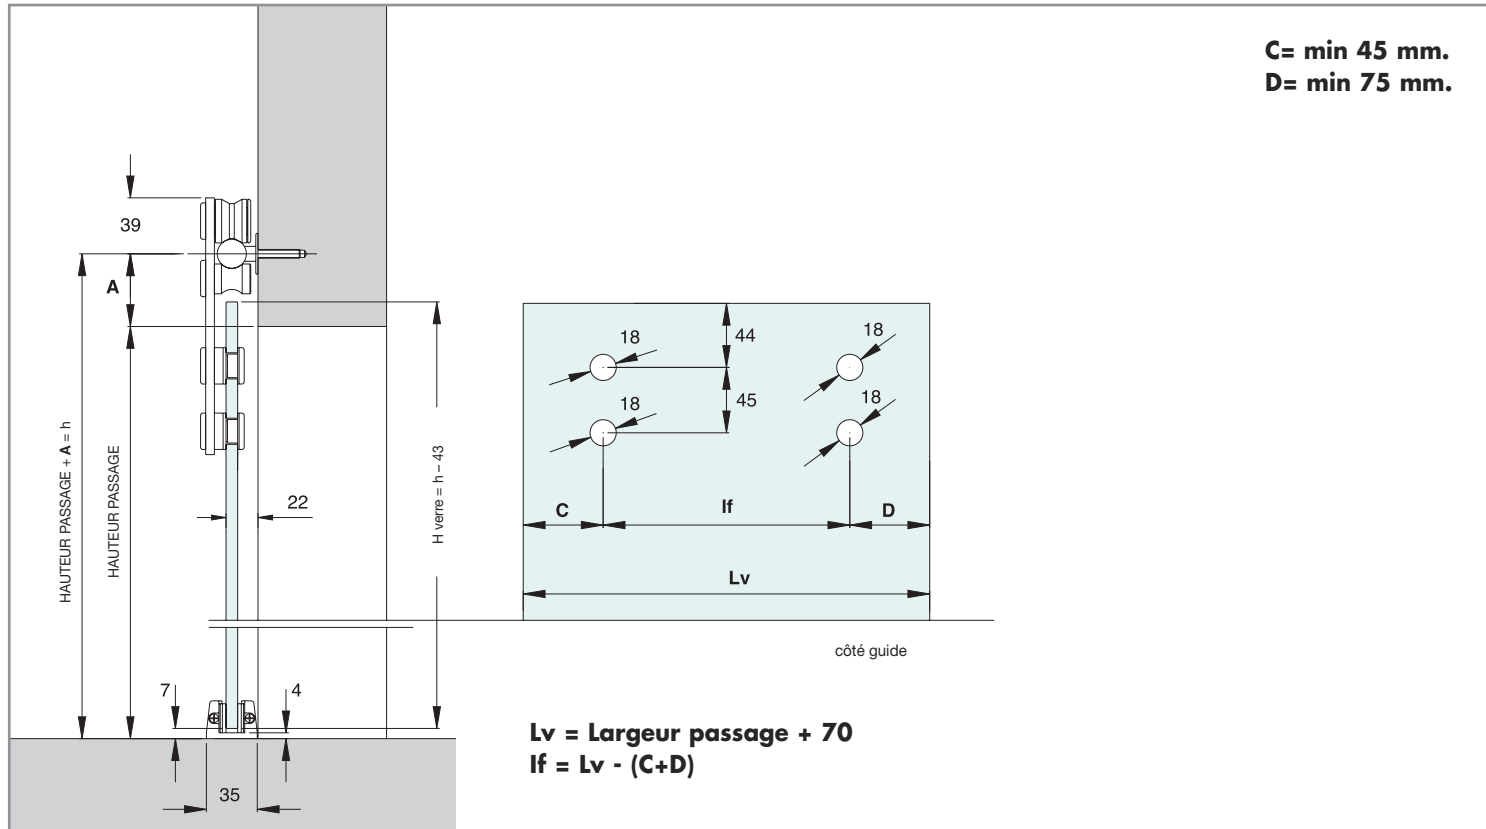 C= min 45 mm.
D= min 75 mm.
39
A
HAUTEUR PASSAGE + A = h
HAUTEUR PASSAGE
22
H verre = h – 43
7
4
35
18
18
44
45
18
18
C
If
D
Lv
côté guide
Lv = Largeur passage + 70
If = Lv - (C+D)